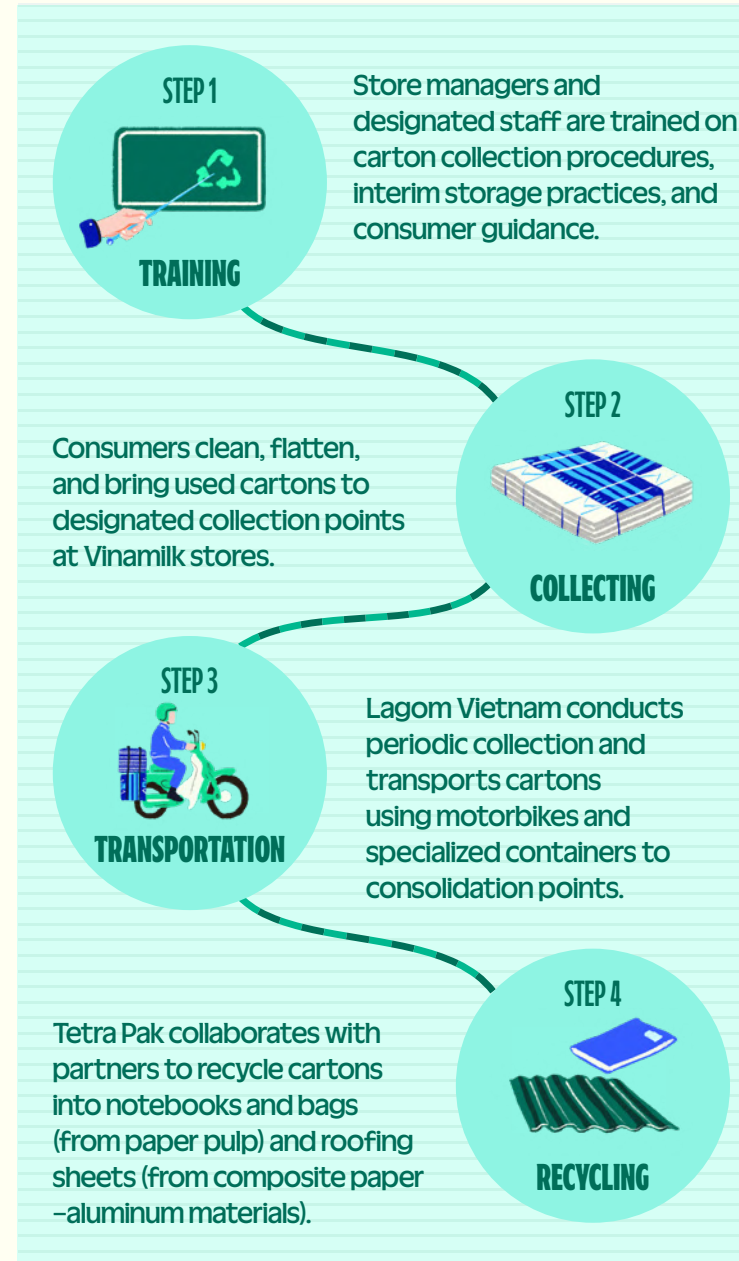 STEP 1
TRAINING
Store managers and
designated staff are trained on
carton collection procedures,
interim storage practices, and
consumer guidance.
STEP 2
COLLECTING
Consumers clean, flatten,
and bring used cartons to
designated collection points
at Vinamilk stores.
STEP 3
TRANSPORTATION
Lagom Vietnam conducts
periodic collection and
transports cartons
using motorbikes and
specialized containers to
consolidation points.
STEP 4
RECYCLING
Tetra Pak collaborates with
partners to recycle cartons
into notebooks and bags
(from paper pulp) and roofing
sheets (from composite paper
–aluminum materials).